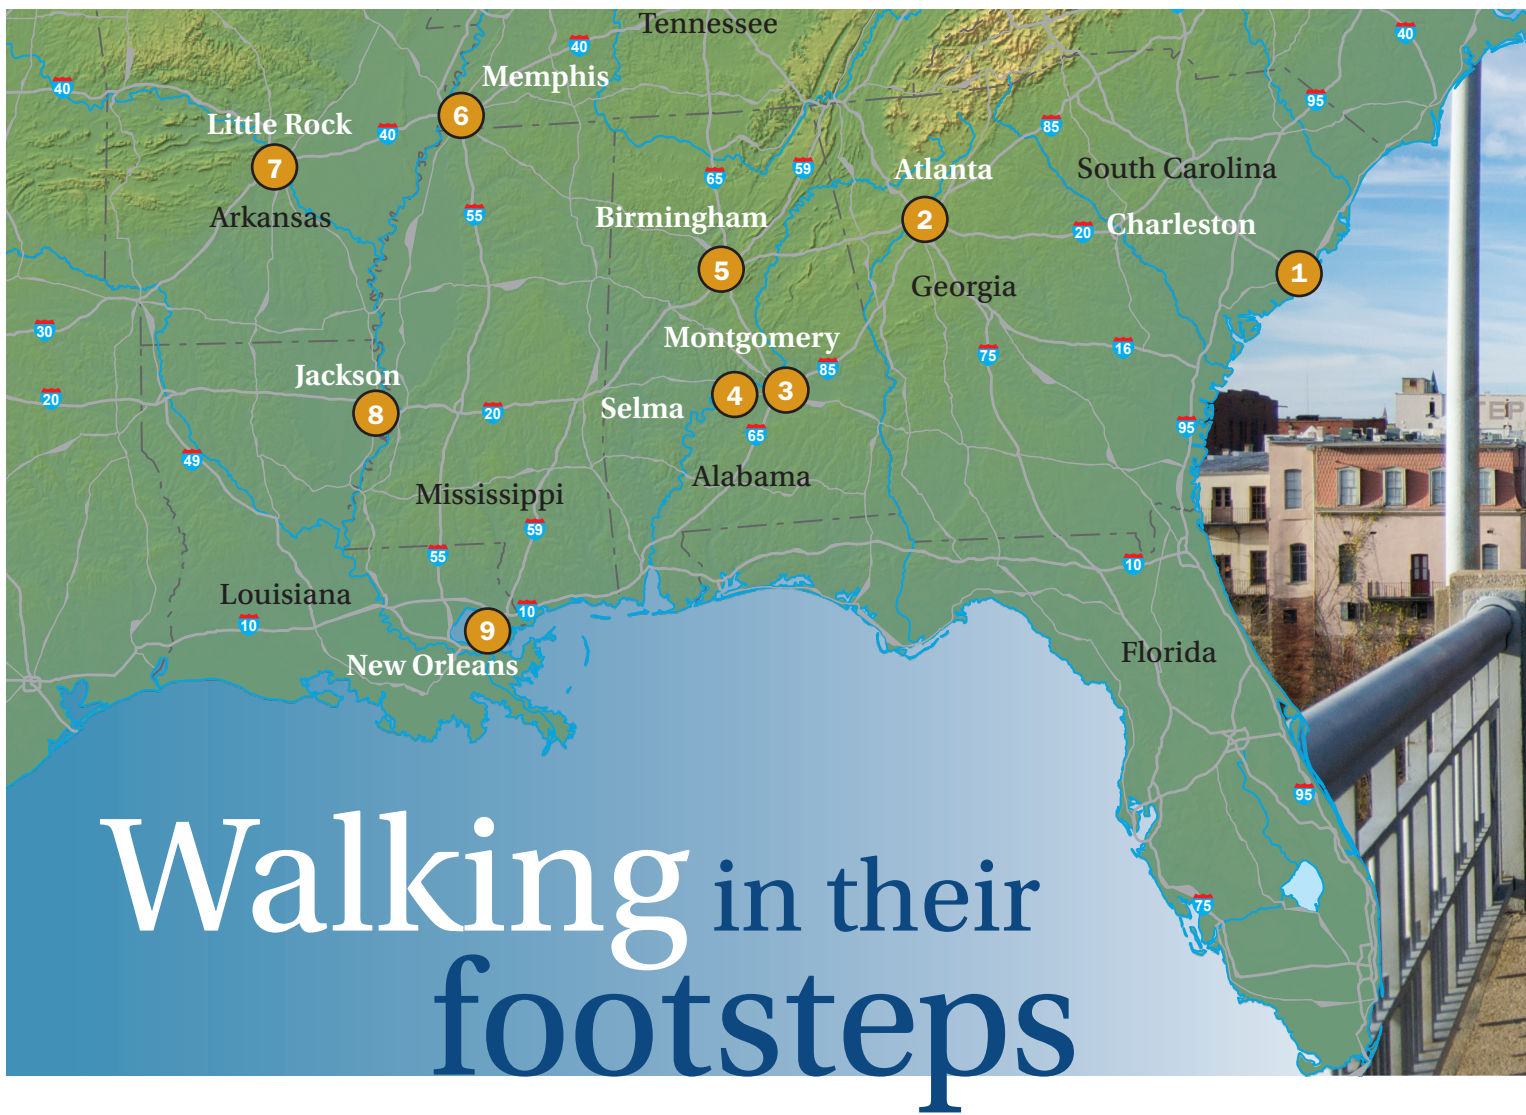 Tennessee
40
40
Memphis
40
95
6
Little Rock
40
85
7
65
59
Atlanta
South Carolina
Arkansas
55
Birmingham
2
20
Charleston
5
1
Georgia
30
Montgomery
16
75
85
Jackson
20
8
20
Selma
4
3
TEP
95
65
49
Alabama
Mississippi
59
55
10
Louisiana
10
10
9
Florida
New Orleans
95
Walking in their
75
footsteps